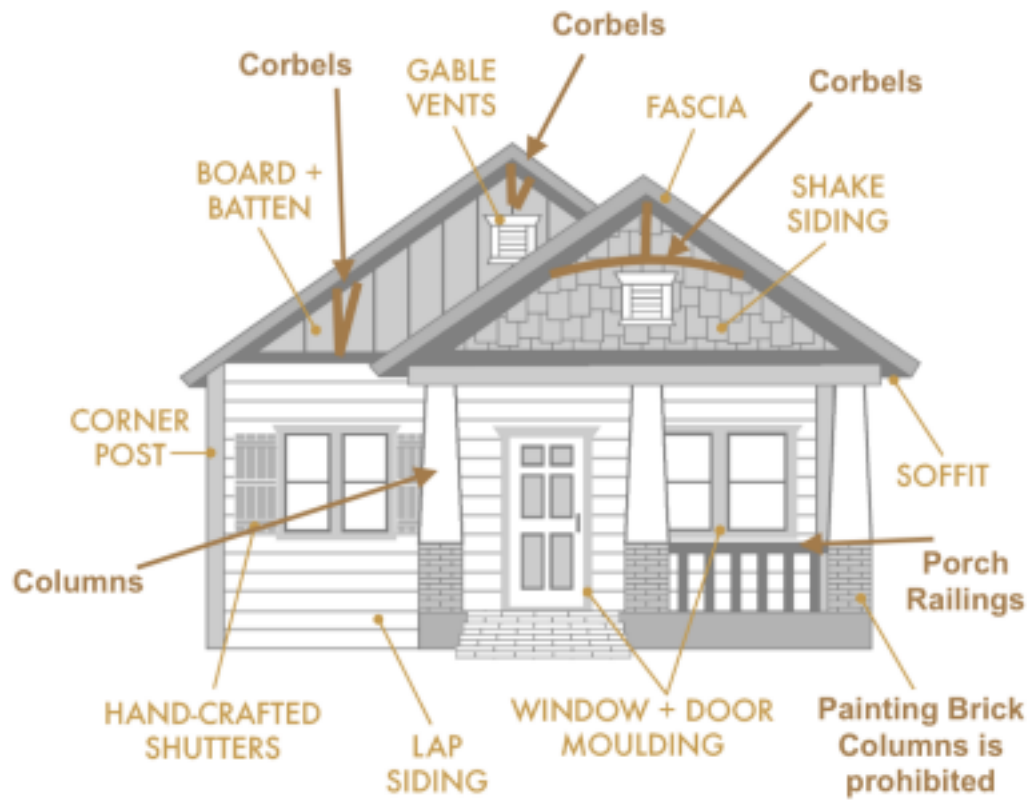 Corbels
Corbels
GABLE
VENTS
Corbels
FASCIA
BOARD +
BATTEN
SHAKE
SIDING
CORNER
POST
SOFFIT
Columns
Porch
Railings
HAND-CRAFTED
SHUTTERS
LAP
SIDING
WINDOW + DOOR
MOULDING
Painting Brick
Columns is
prohibited